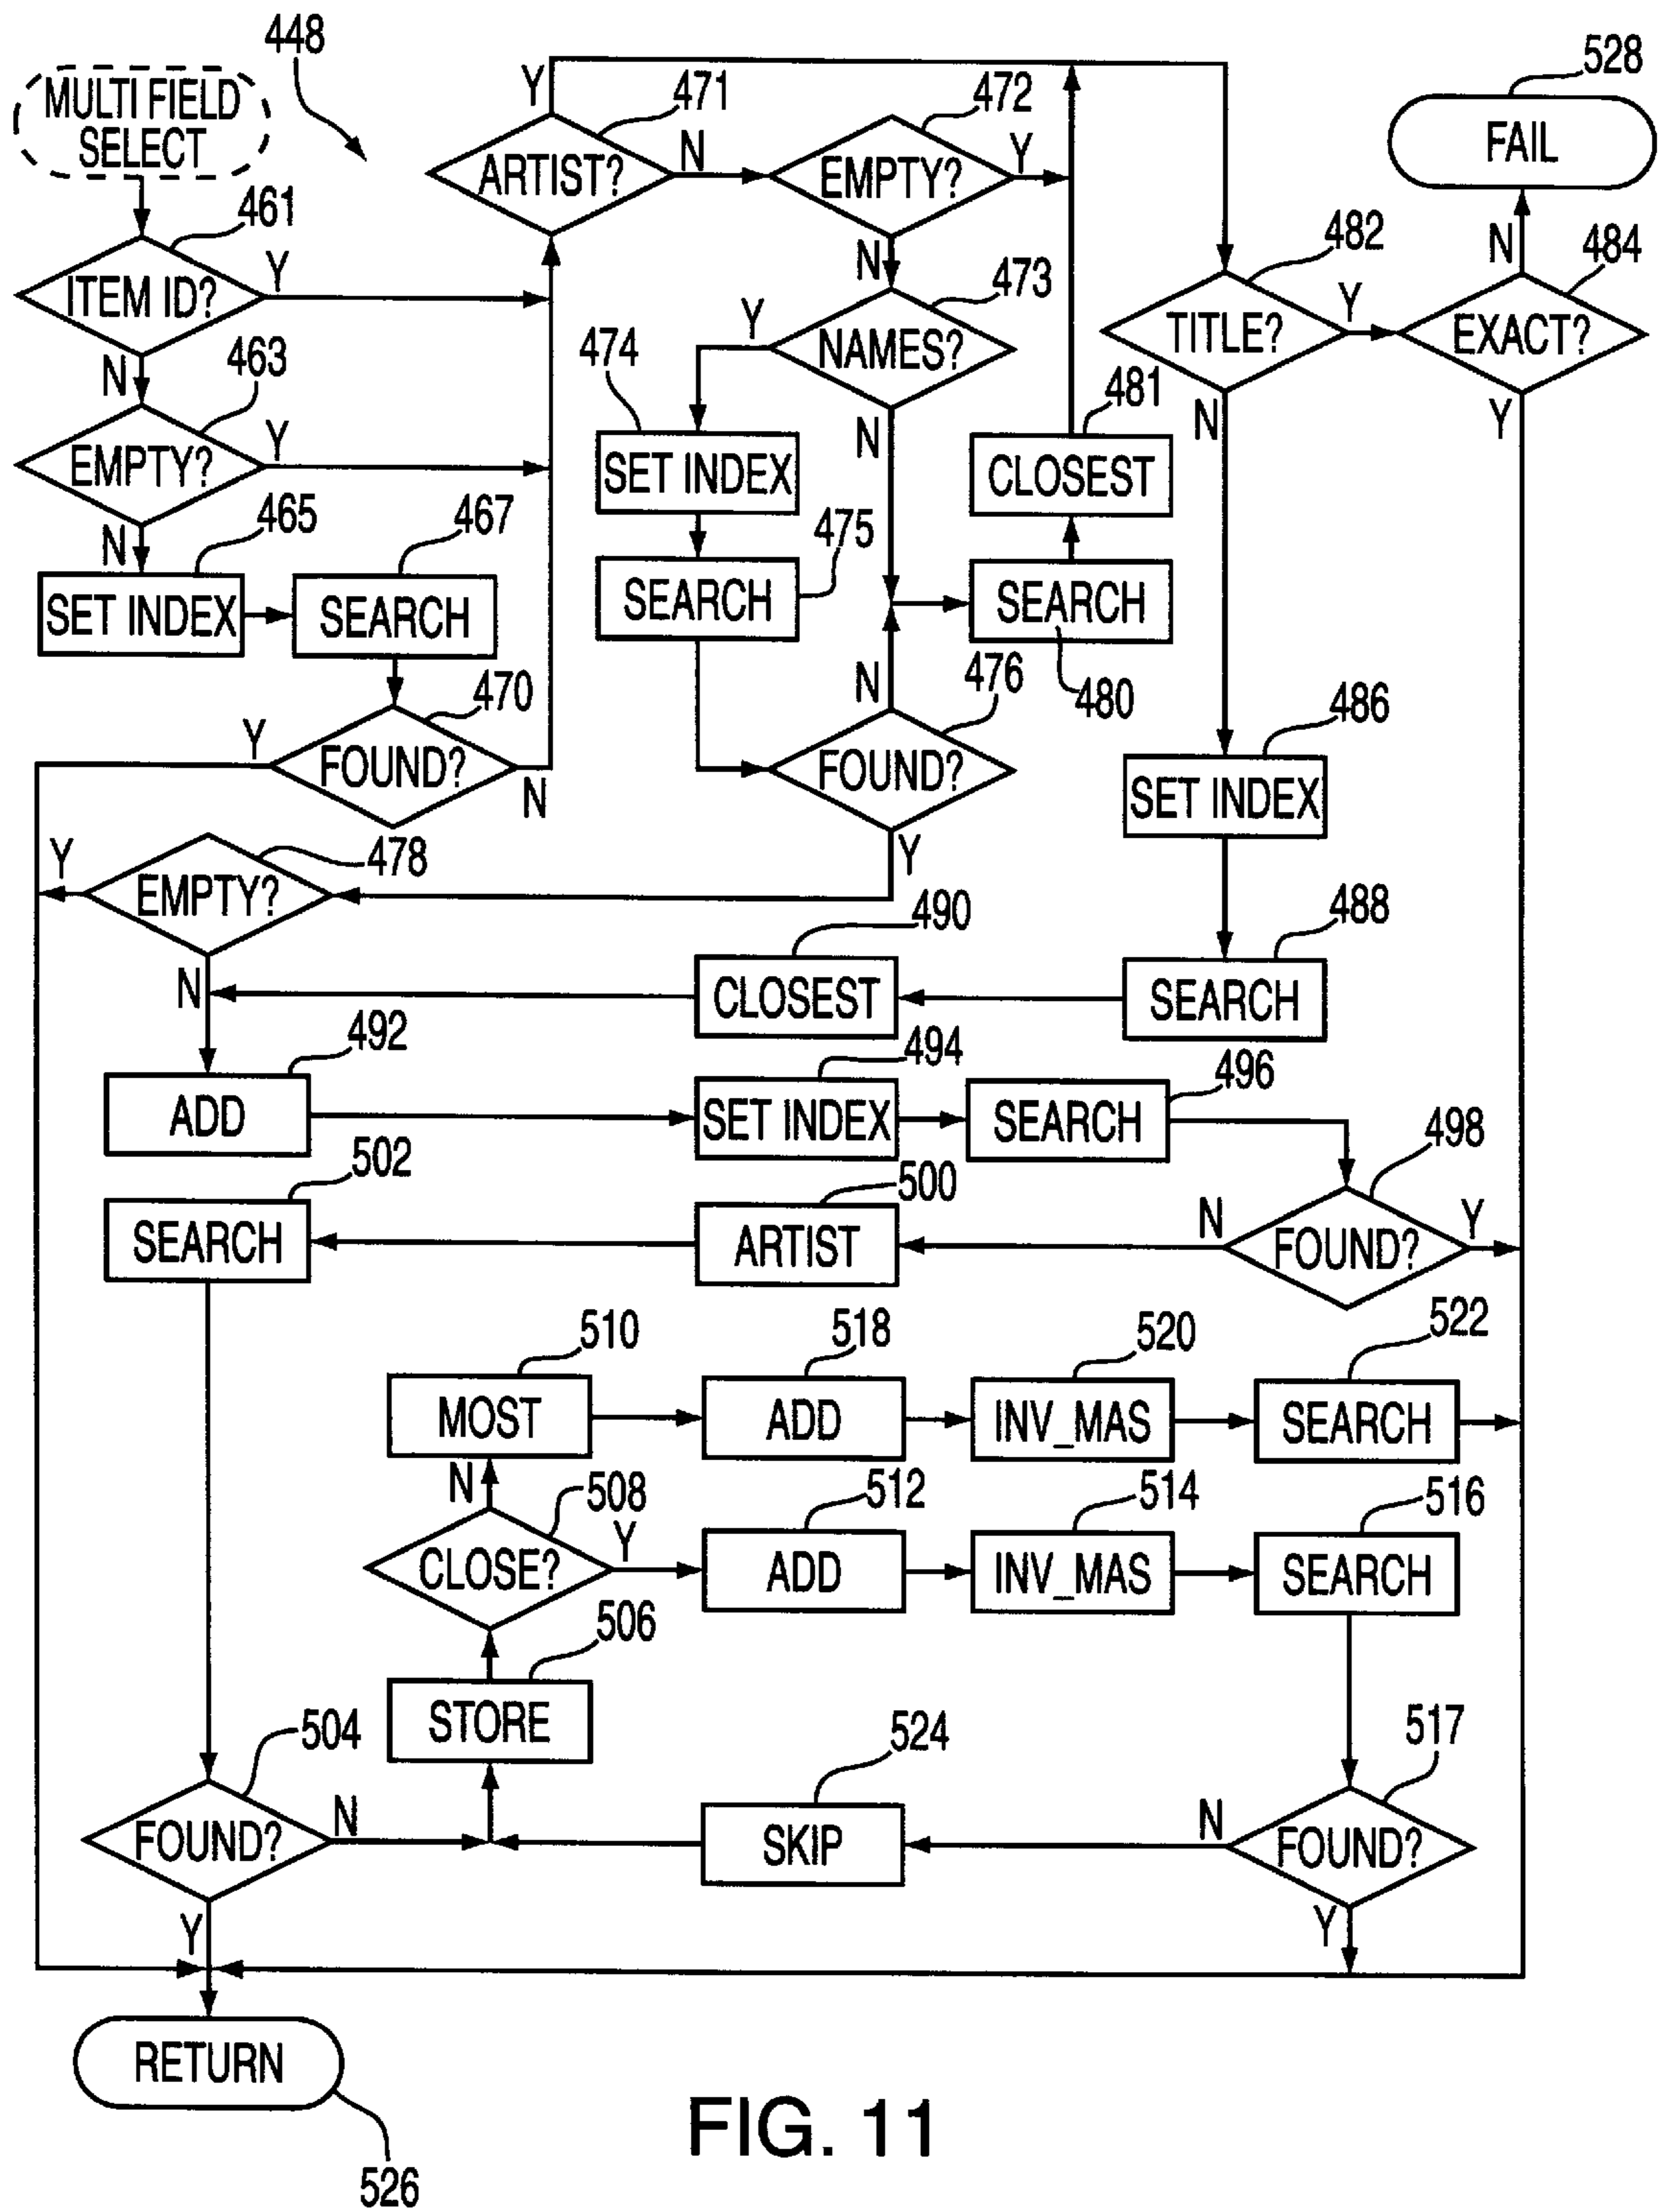 448
MULTI FIELD
SELECT
Y
471
472
528
ARTIST?
N
EMPTY?
Y
FAIL
461
ITEM ID?
Y
N
482
N
484
473
TITLE?
Y
EXACT?
N
463
474
Y
NAMES?
EMPTY?
Y
481
N
Y
N
SET INDEX
CLOSEST
N
465
467
475
SET INDEX
SEARCH
SEARCH
SEARCH
480
470
N
476
486
Y
FOUND?
N
FOUND?
SET INDEX
Y
478
Y
EMPTY?
490
488
N
CLOSEST
SEARCH
492
494
496
ADD
SET INDEX
SEARCH
498
502
500
N
Y
SEARCH
ARTIST
FOUND?
510
518
520
522
MOST
ADD
INV_MAS
SEARCH
N
508
512
514
516
CLOSE?
Y
ADD
INV_MAS
SEARCH
506
STORE
504
524
517
FOUND?
N
SKIP
N
FOUND?
Y
Y
RETURN
526
FIG. 11